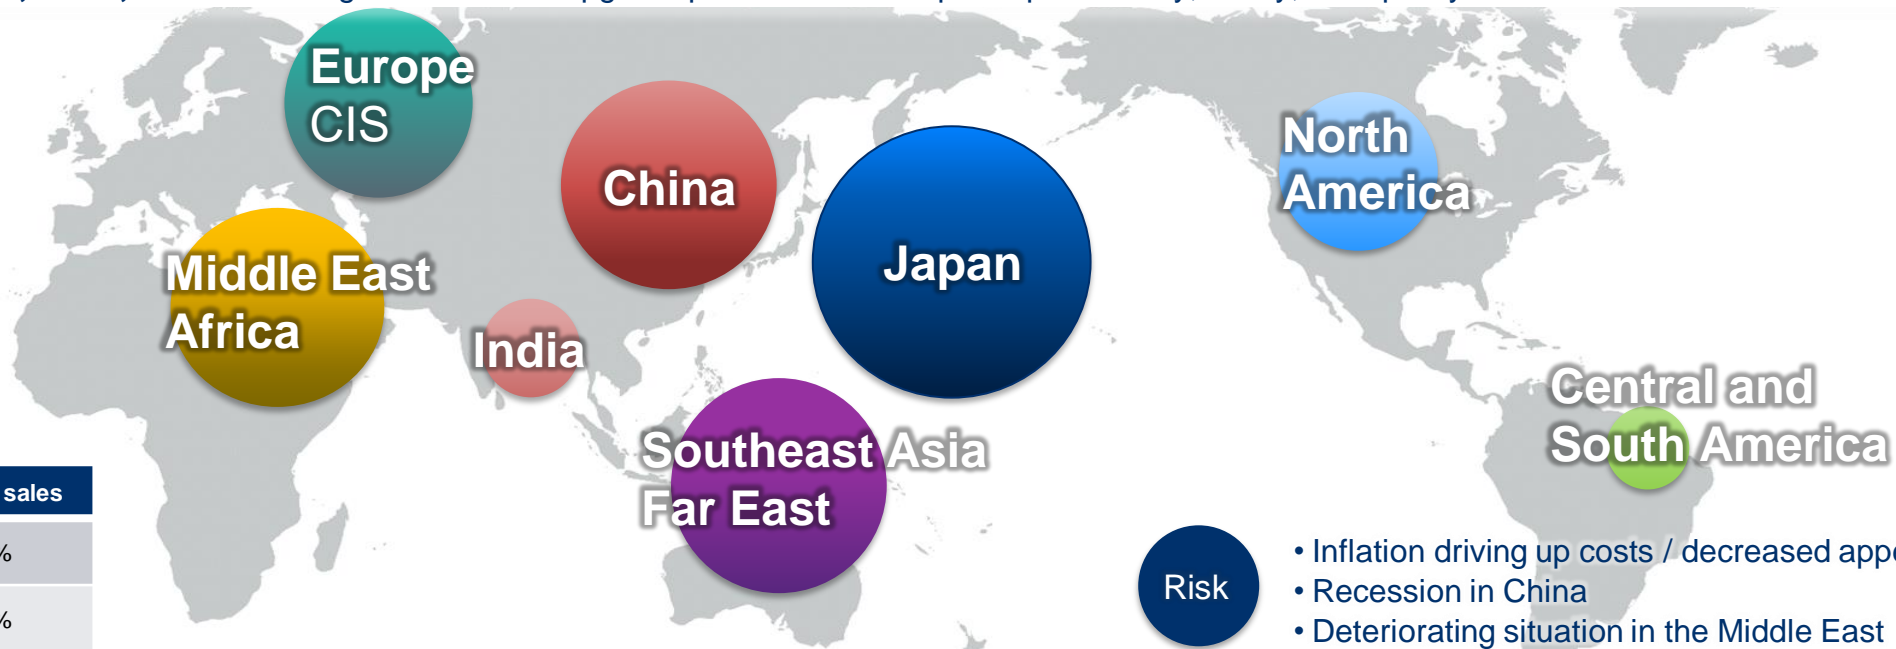 Europe
CIS
China
North
America
Japan
Middle East
Africa
India
Central and
South America
Southeast Asia
Far East
sales
%
%
Risk
• Inflation driving up costs / decreased appe
• Recession in China
• Deteriorating situation in the Middle East